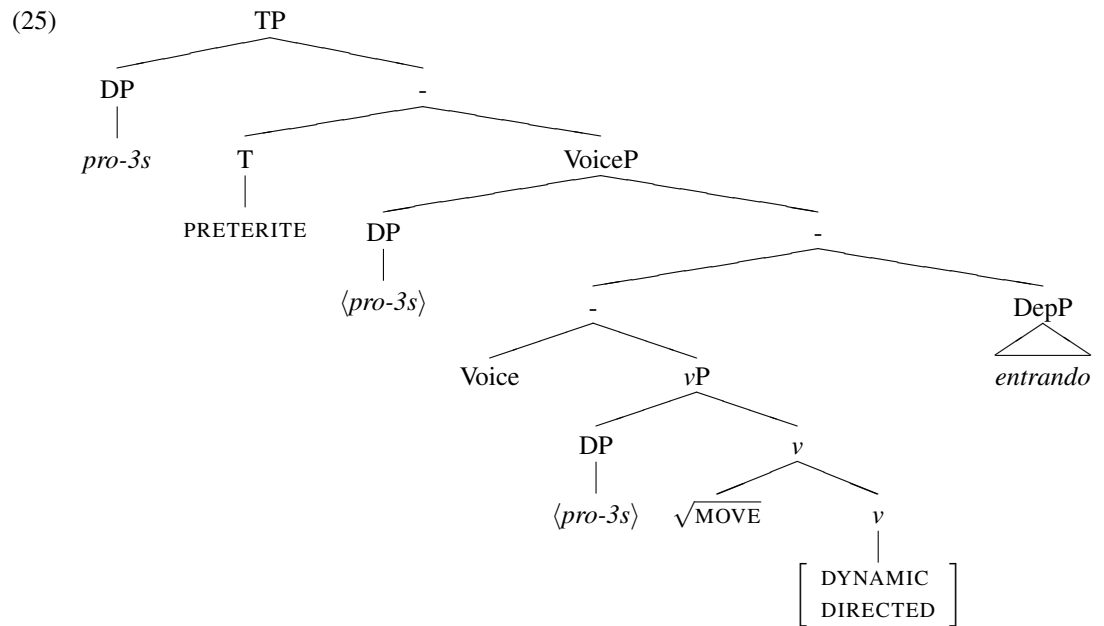 (25) TP
DP -
pro-3s T VoiceP
PRETERITE DP -
⟨pro-3s⟩ - DepP
Voice vP entrando
DP v
⟨pro-3s⟩ √MOVE v
DYNAMIC
DIRECTED